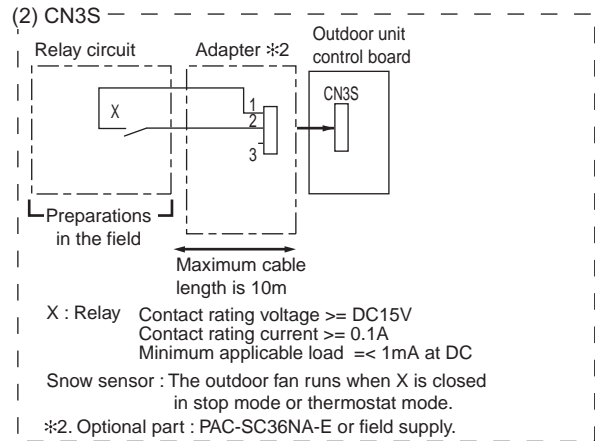 (2) CN3S
Relay circuit
Adapter ✻2
Outdoor unit
control board
CN3S
X
1
2
3
Preparations
in the field
Maximum cable
length is 10m
X : Relay Contact rating voltage >= DC15V
Contact rating current >= 0.1A
Minimum applicable load =< 1mA at DC
Snow sensor : The outdoor fan runs when X is closed
in stop mode or thermostat mode.
✻2. Optional part : PAC-SC36NA-E or field supply.